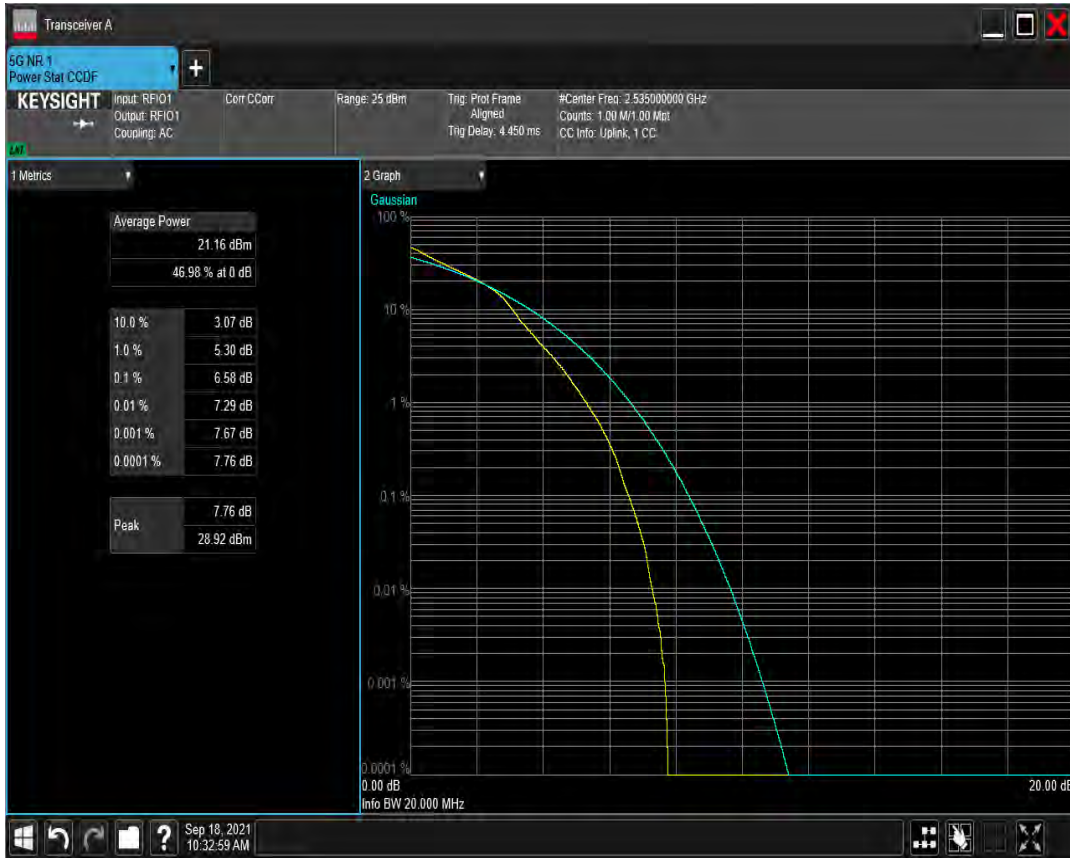 Transceiver A
5G NR 1
Power Stat CCDF
+
KEYSIGHT
Input: RFIO1
Output: RFIO1
Coupling: AC
Corr CCorr
Range: 25 dBm
Trig: Prot Frame
Aligned
Trig Delay: 4.450 ms
#Center Freq: 2.535000000 GHz
Counts: 1.00 M/1.00 Mpt
CC Info: Uplink, 1 CC
1 Metrics
Average Power
21.16 dBm
46.98 % at 0 dB
10.0 % 3.07 dB
1.0 % 5.30 dB
0.1 % 6.58 dB
0.01 % 7.29 dB
0.001 % 7.67 dB
0.0001 % 7.76 dB
Peak 7.76 dB
28.92 dBm
2 Graph
Gaussian
100 %
10 %
1 %
0.1 %
0.01 %
0.001 %
0.0001 %
0.00 dB 20.00 dB
Info BW 20.000 MHz
? Sep 18, 2021
10:32:59 AM